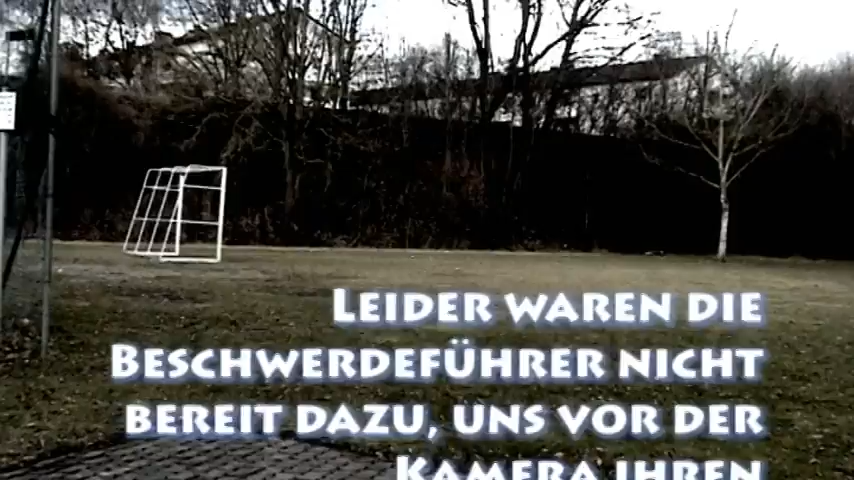 LEIDER WAREN DIE
BESCHWERDEFÜHRER NICHT
BEREIT DAZU, UNS VOR DER
KAMERA IHREN